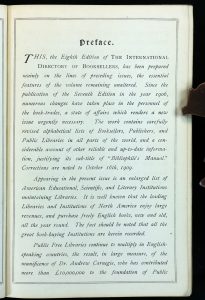 Preface.
THIS, the Eighth Edition of THE INTERNATIONAL
DIRECTORY OF BOOKSELLERS, has been prepared
mainly on the lines of preceding issues, the essential
features of the volume remaining unaltered. Since the
publication of the Seventh Edition in the year 1906,
numerous changes have taken place in the personnel of
the book-trades, a state of affairs which renders a new
issue urgently necessary. The work contains carefully
revised alphabetical lists of Booksellers, Publishers, and
Public Libraries in all parts of the world, and a con-
siderable amount of other reliable and up-to-date informa-
tion, justifying its sub-title of "Bibliophile's Manual."
Corrections are noted to October 18th, 1909.
Appearing in the present issue is an enlarged list of
American Educational, Scientific, and Literary Institutions
maintaining Libraries. It is well known that the leading
Libraries and Institutions of North America enjoy large
revenues, and purchase freely English books, new and old,
all the year round. The fact should be noted that all the
great book-buying Institutions are herein recorded.
Public Free Libraries continue to multiply in English-
speaking countries, the result, in large measure, of the
munificence of Dr. Andrew Carnegie, who has contributed
more than £10,000,000 to the foundation of Public